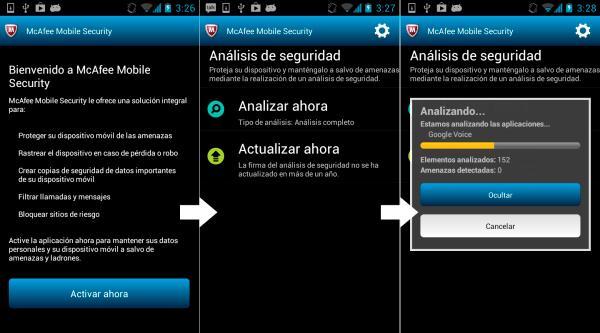 3:26
McAfee Mobile Security
Bienvenido a McAfee Mobile
Security
McAfee Mobile Security le ofrece una solución integral
para:
Proteger su dispositivo móvil de las amenazas
Rastrear el dispositivo en caso de pérdida o robo
Crear copias de seguridad de datos importantes
de su dispositivo móvil
Filtrar llamadas y mensajes
Bloquear sitios de riesgo
Active la aplicación ahora para mantener sus datos
personales y su dispositivo móvil a salvo de
amenazas y ladrones.
Activar ahora
3:27
McAfee Mobile Security
Análisis de seguridad
Proteja su dispositivo y manténgalo a salvo de amenazas
mediante la realización de un análisis de seguridad.
Analizar ahora
Tipo de análisis: Análisis completo
Actualizar ahora
La firma del análisis de seguridad no se ha
actualizado en más de un año.
3:28
McAfee Mobile Security
Análisis de seguridad
Proteja su dispositivo y manténgalo a salvo de amenazas
mediante la realización de un análisis de seguridad.
Analizando...
Estamos analizando las aplicaciones...
Google Voice
Elementos analizados: 152
Amenazas detectadas: 0
Ocultar
Cancelar